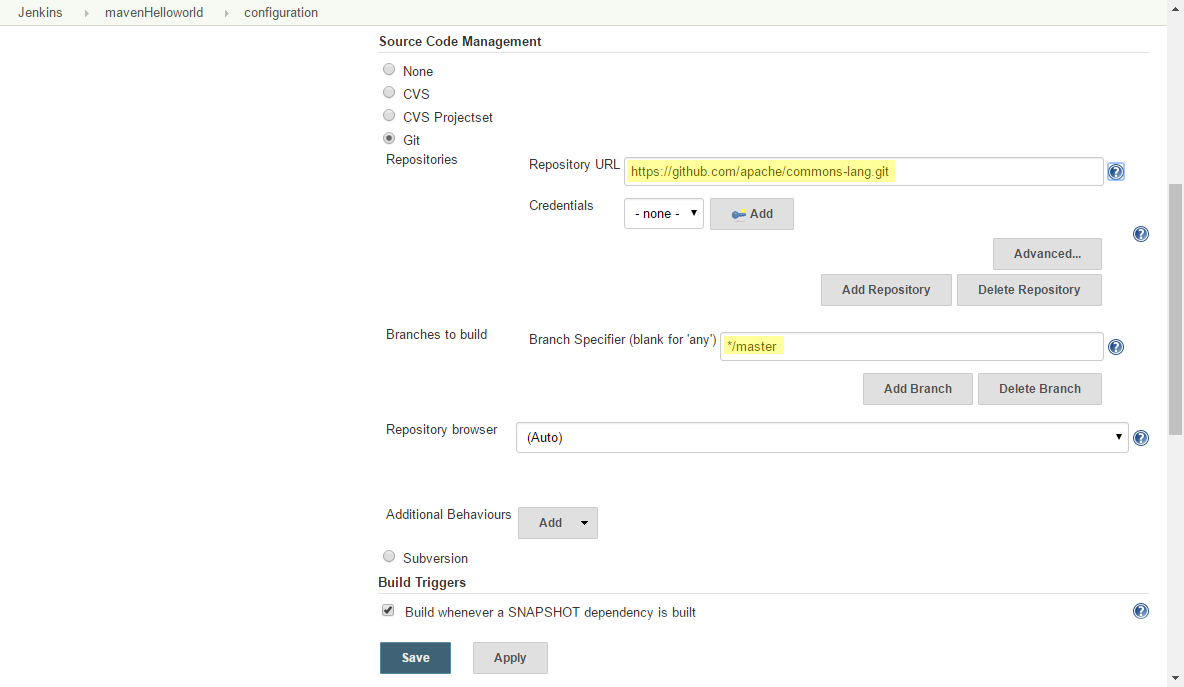 Jenkins mavenHelloworld configuration
Source Code Management
None
CVS
CVS Projectset
Git
Repositories
Repository URL https://github.com/apache/commons-lang.git
Credentials - none - Add
Advanced...
Add Repository Delete Repository
Branches to build
Branch Specifier (blank for 'any') */master
Add Branch Delete Branch
Repository browser (Auto)
Additional Behaviours Add
Subversion
Build Triggers
Build whenever a SNAPSHOT dependency is built
Save Apply